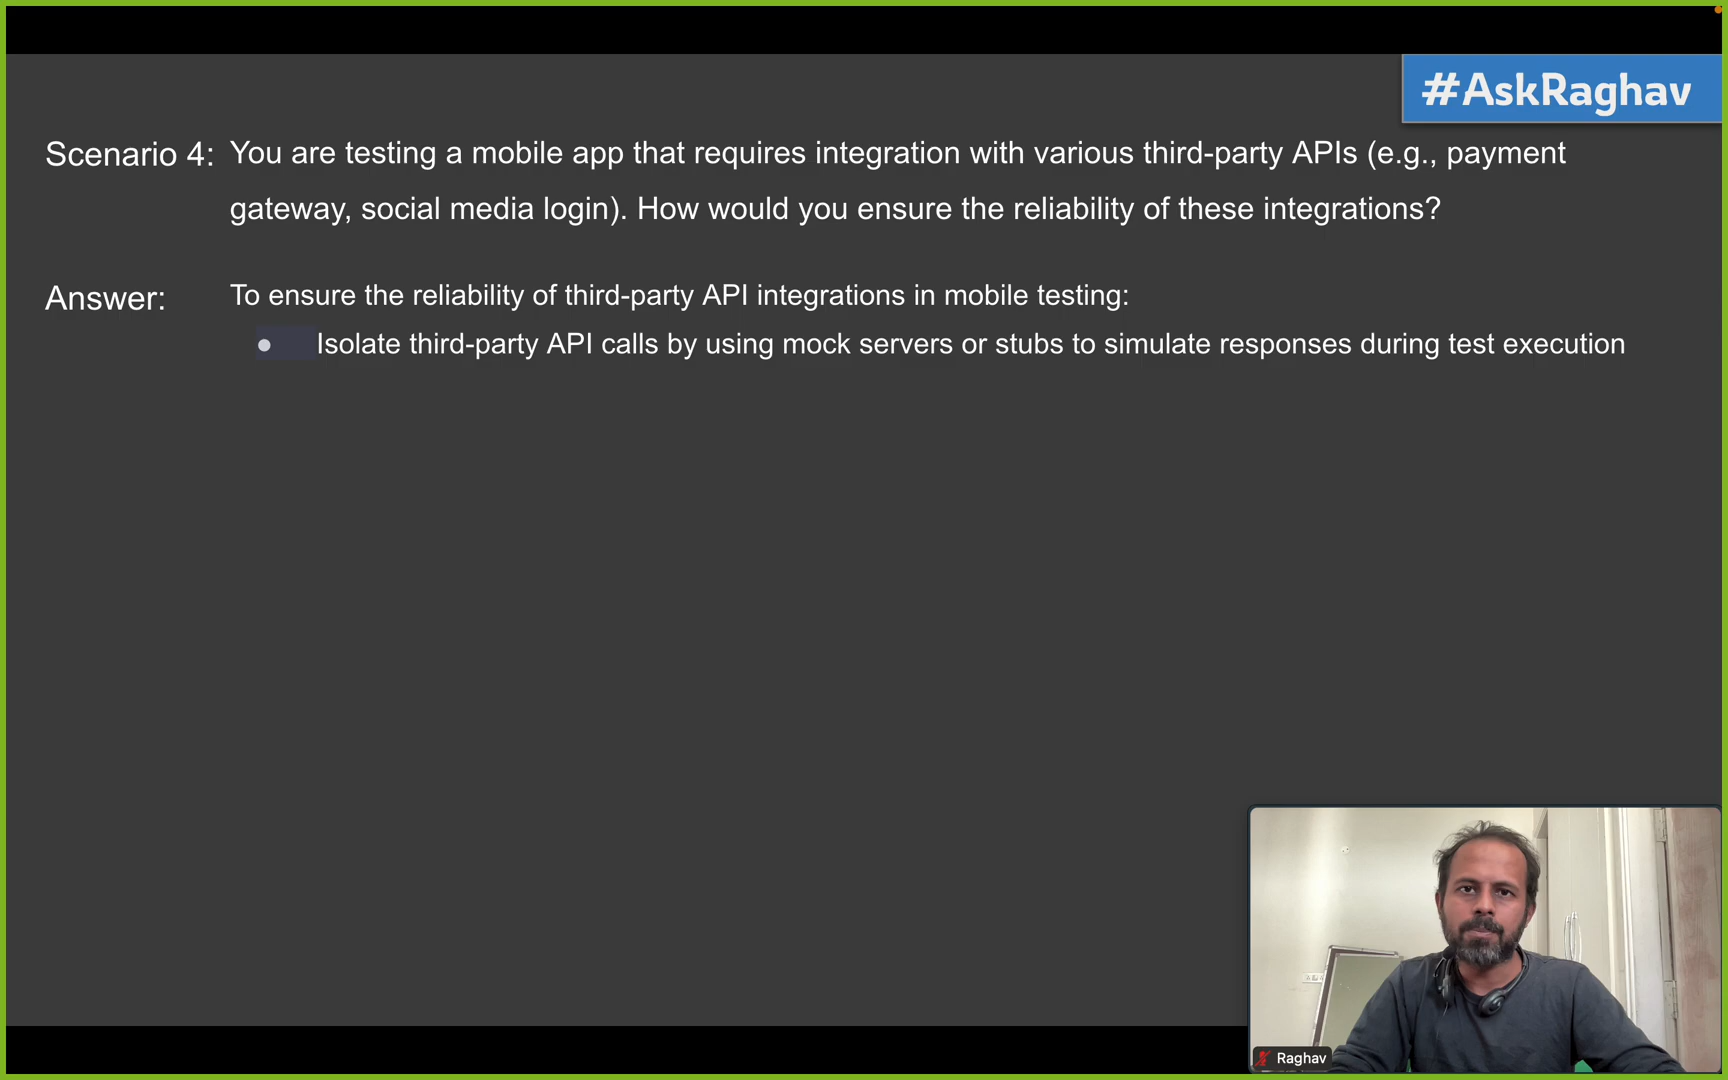 #AskRaghav
Scenario 4: You are testing a mobile app that requires integration with various third-party APIs (e.g., payment
gateway, social media login). How would you ensure the reliability of these integrations?
Answer: To ensure the reliability of third-party API integrations in mobile testing:
● Isolate third-party API calls by using mock servers or stubs to simulate responses during test execution
Raghav